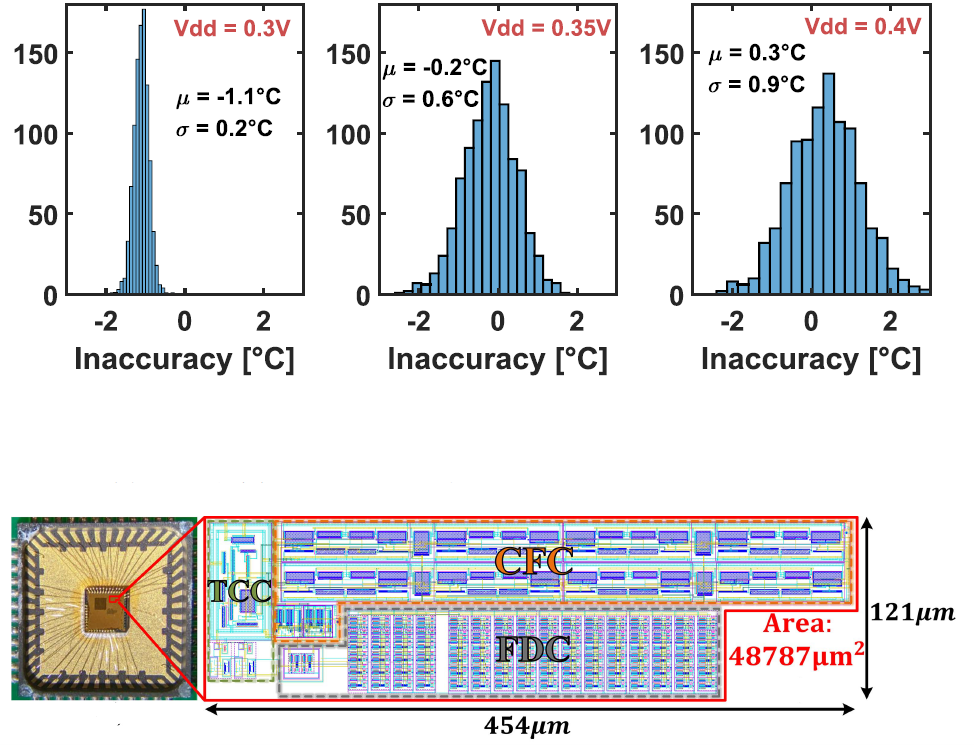 Vdd = 0.3V
μ = -1.1°C
σ = 0.2°C
150
100
50
0
-2 0 2
Inaccuracy [°C]
Vdd = 0.35V
μ = -0.2°C
σ = 0.6°C
150
100
50
0
-2 0 2
Inaccuracy [°C]
Vdd = 0.4V
μ = 0.3°C
σ = 0.9°C
150
100
50
0
-2 0 2
Inaccuracy [°C]
TCC
CFC
FDC
Area:
48787μm²
121μm
454μm